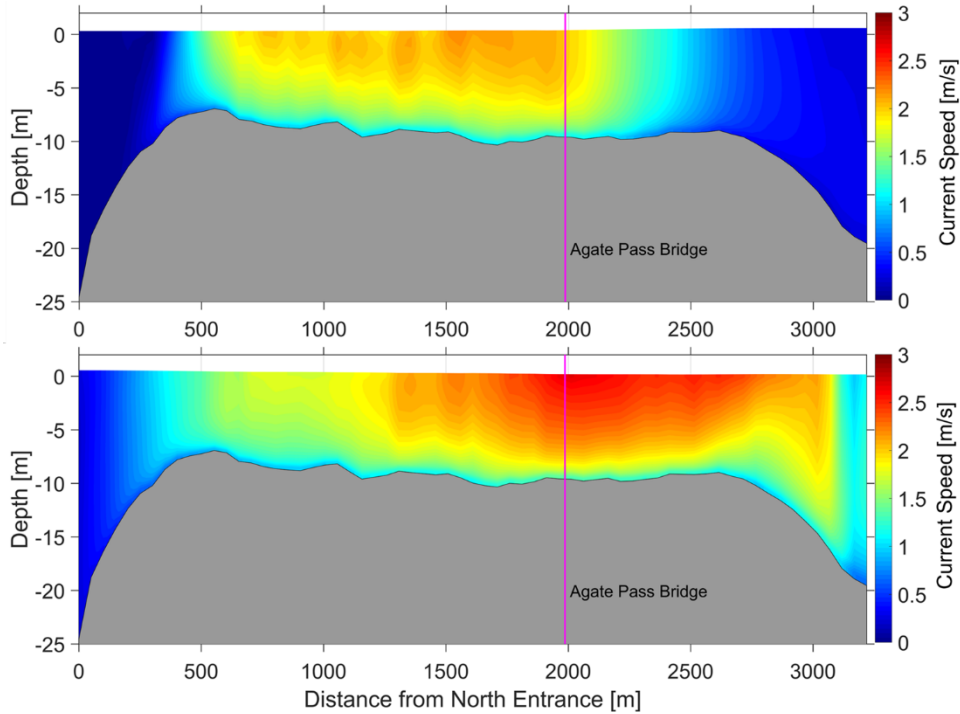 0
-5
-10
-15
-20
-25
Depth [m]
0 500 1000 1500 2000 2500 3000
Agate Pass Bridge
3
2.5
2
1.5
1
0.5
0
Current Speed [m/s]
0
-5
-10
-15
-20
-25
Depth [m]
0 500 1000 1500 2000 2500 3000
Distance from North Entrance [m]
Agate Pass Bridge
3
2.5
2
1.5
1
0.5
0
Current Speed [m/s]